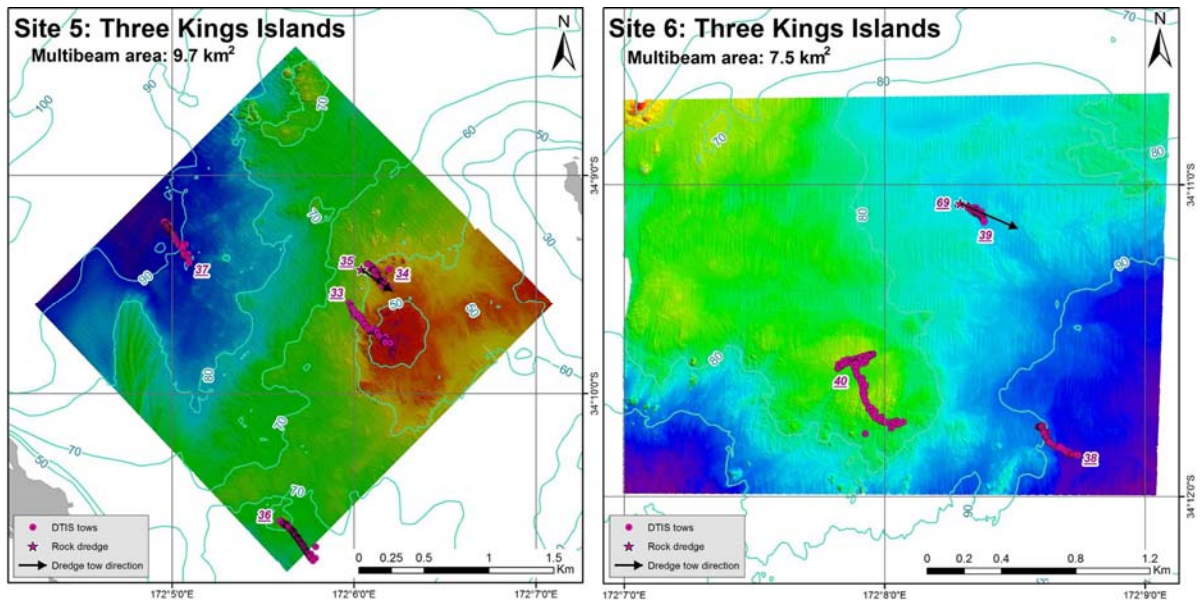 Site 5: Three Kings Islands
Multibeam area: 9.7 km²
N
100
90
70
60
50
70
30
37
90
35
34
33
50
50
80
60
70
70
50
70
36
DTIS tows
Rock dredge
Dredge tow direction
0 0.25 0.5 1 1.5
Km
34°9'0"S
34°10'0"S
172°5'0"E 172°6'0"E 172°7'0"E
Site 6: Three Kings Islands
Multibeam area: 7.5 km²
N
70
80
70
80
80
69
39
90
80
40
38
90
DTIS tows
Rock dredge
Dredge tow direction
0 0.2 0.4 0.8 1.2
Km
34°11'0"S
34°12'0"S
172°7'0"E 172°8'0"E 172°9'0"E